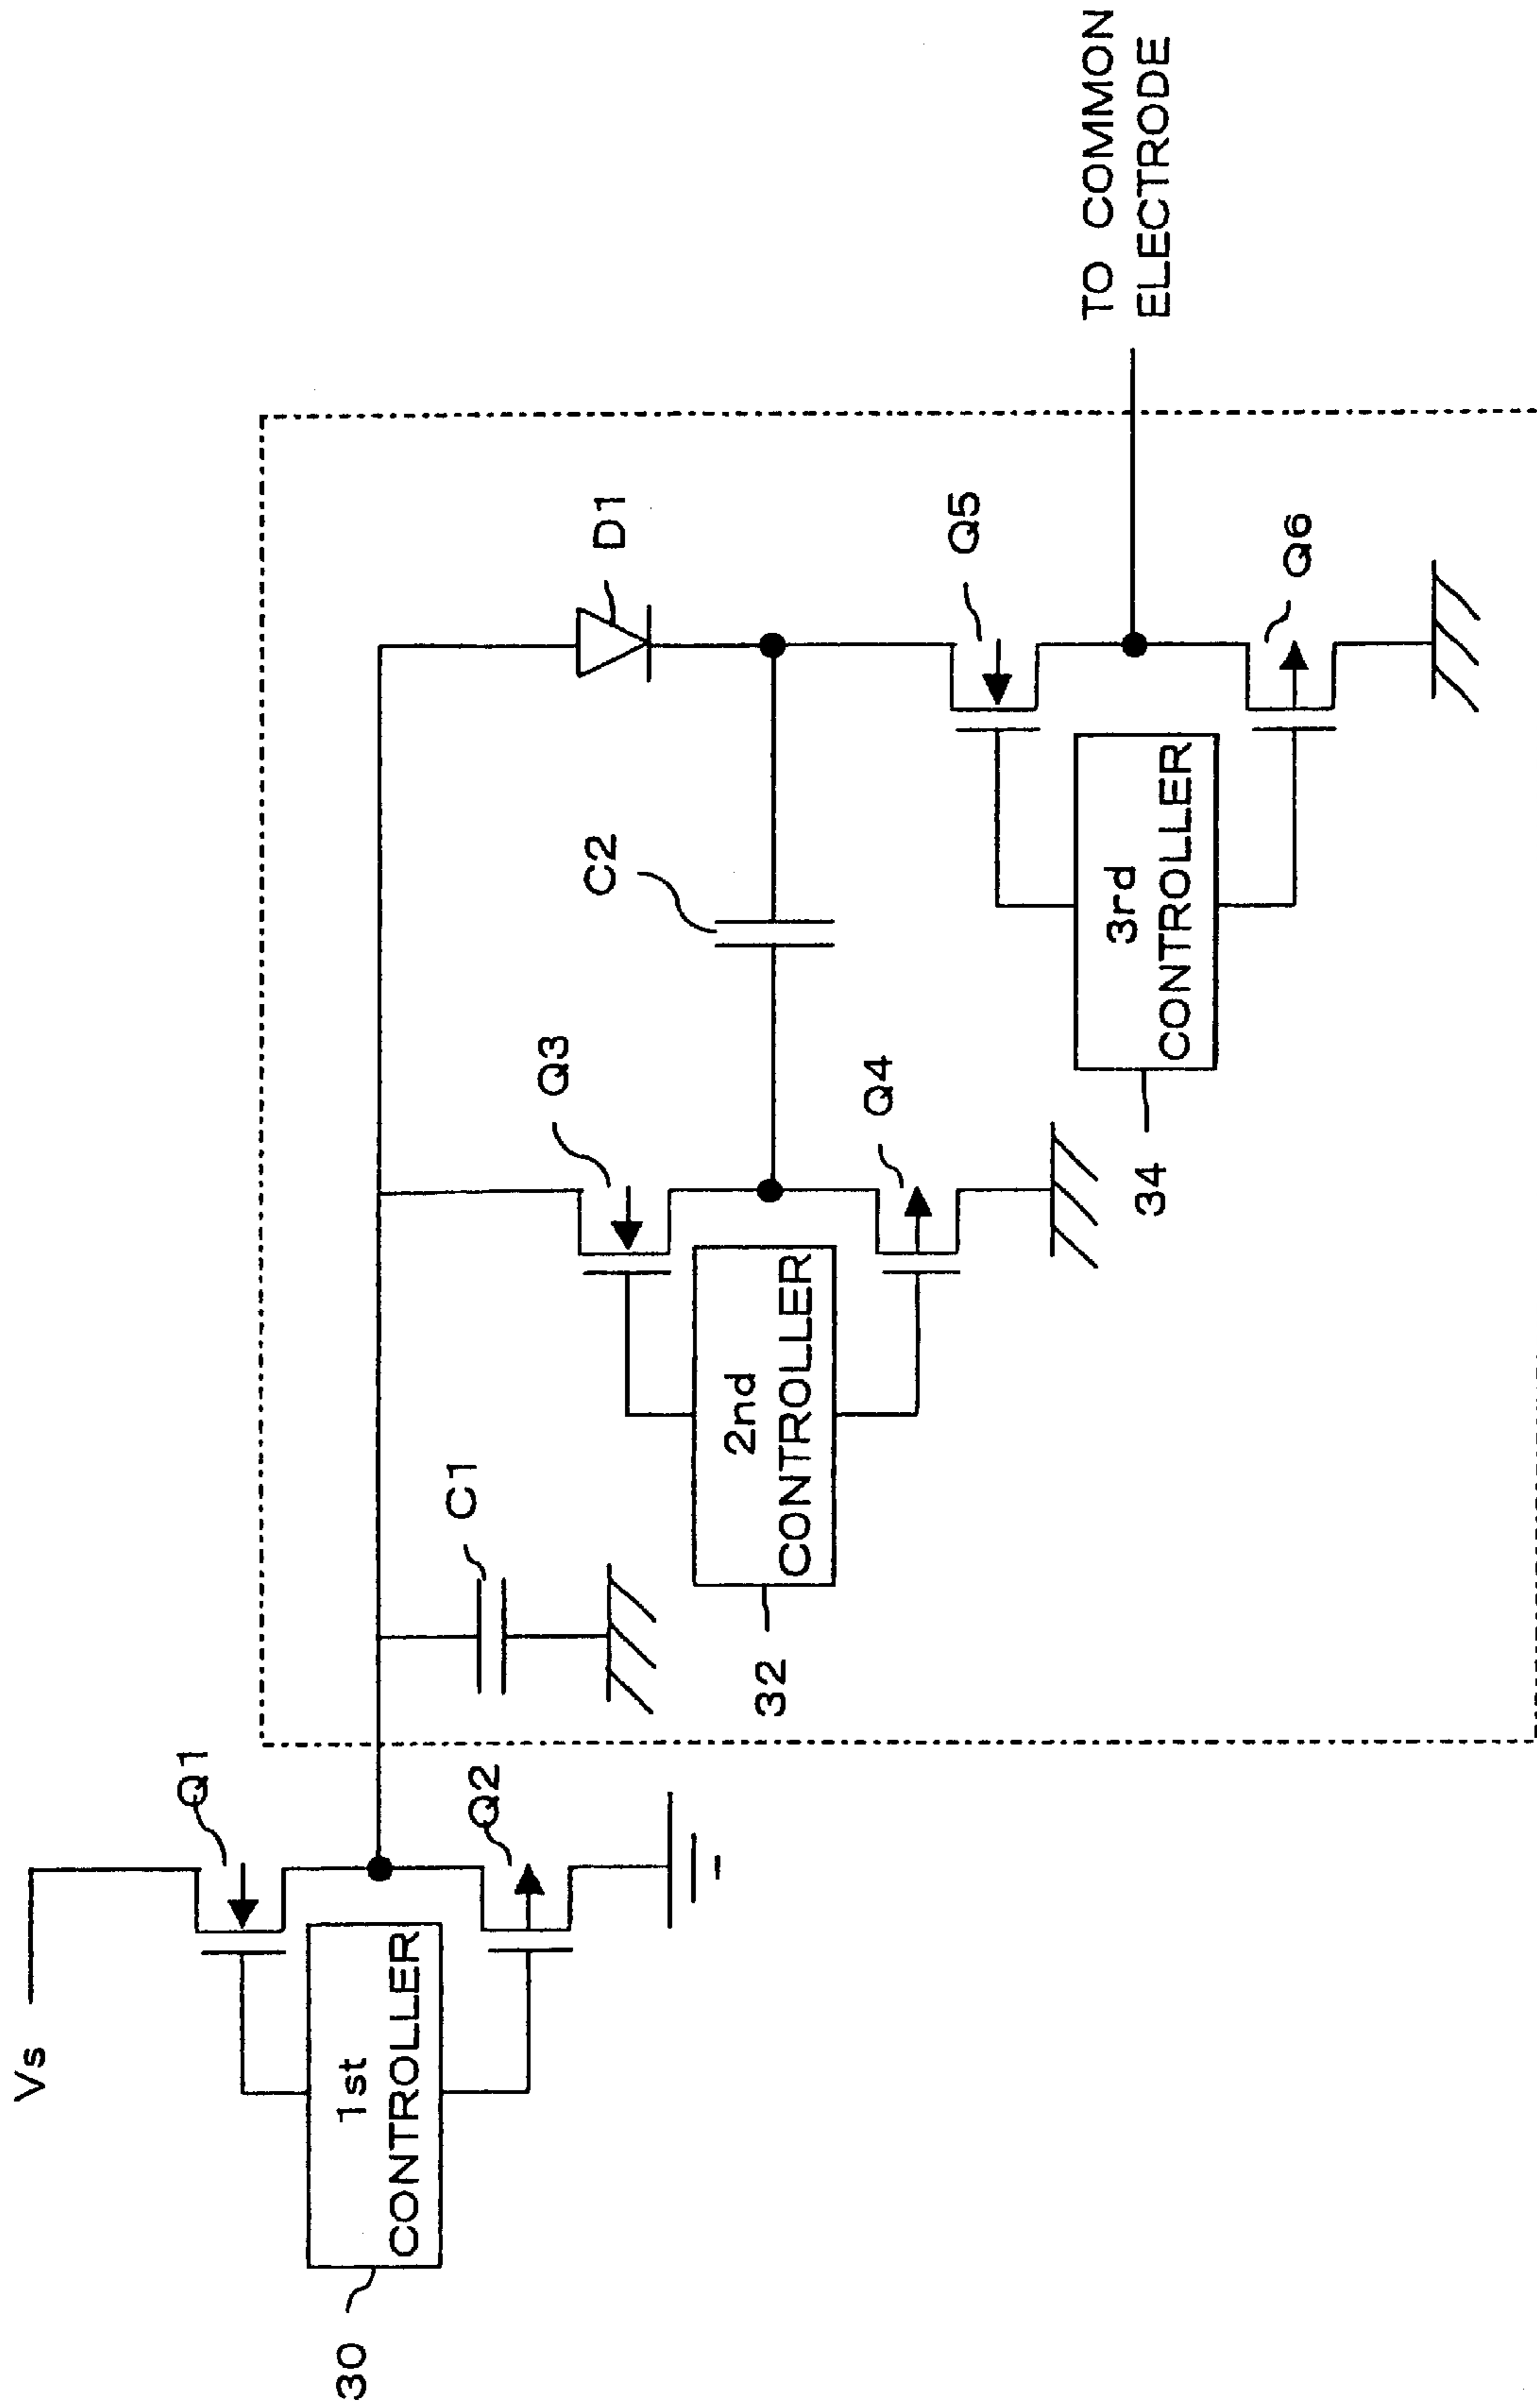 Vs
Q1
1st
CONTROLLER
30
Q2
C1
Q3
2nd
CONTROLLER
32
Q4
C2
D1
Q5
3rd
CONTROLLER
34
Q6
TO COMMON
ELECTRODE